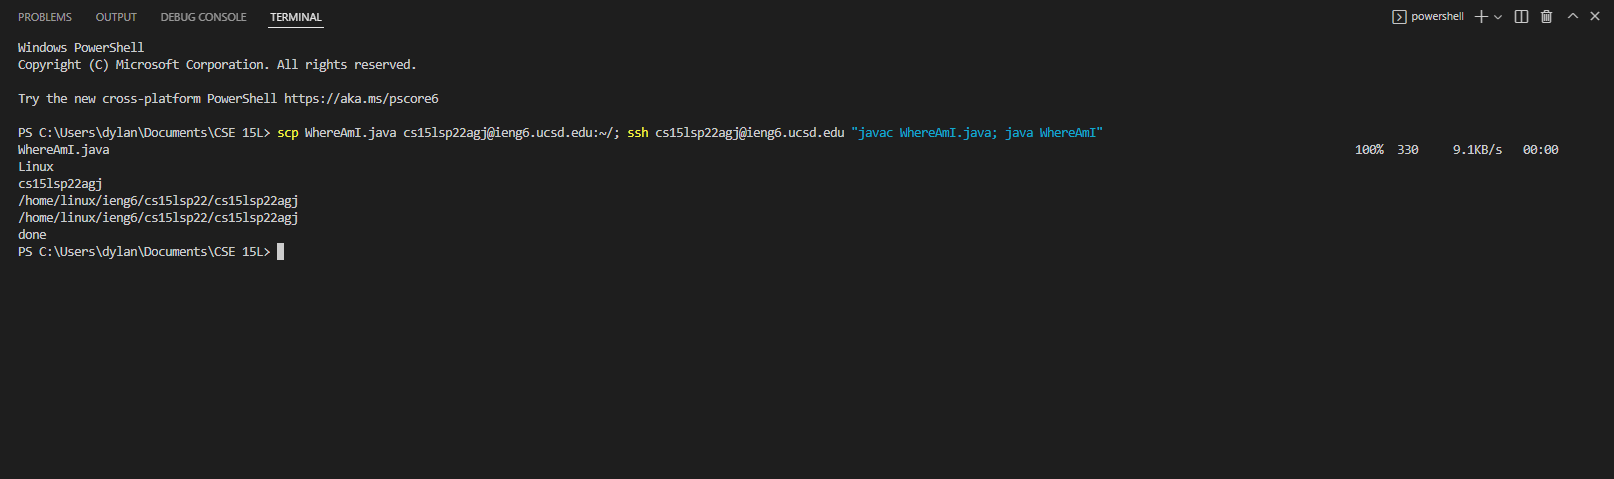 PROBLEMS OUTPUT DEBUG CONSOLE TERMINAL powershell
Windows PowerShell
Copyright (C) Microsoft Corporation. All rights reserved.
Try the new cross-platform PowerShell https://aka.ms/pscore6
PS C:\Users\dylan\Documents\CSE 15L> scp WhereAmI.java cs15lsp22agj@ieng6.ucsd.edu:~/; ssh cs15lsp22agj@ieng6.ucsd.edu "javac WhereAmI.java; java WhereAmI"
WhereAmI.java 100% 330 9.1KB/s 00:00
Linux
cs15lsp22agj
/home/linux/ieng6/cs15lsp22/cs15lsp22agj
/home/linux/ieng6/cs15lsp22/cs15lsp22agj
done
PS C:\Users\dylan\Documents\CSE 15L>